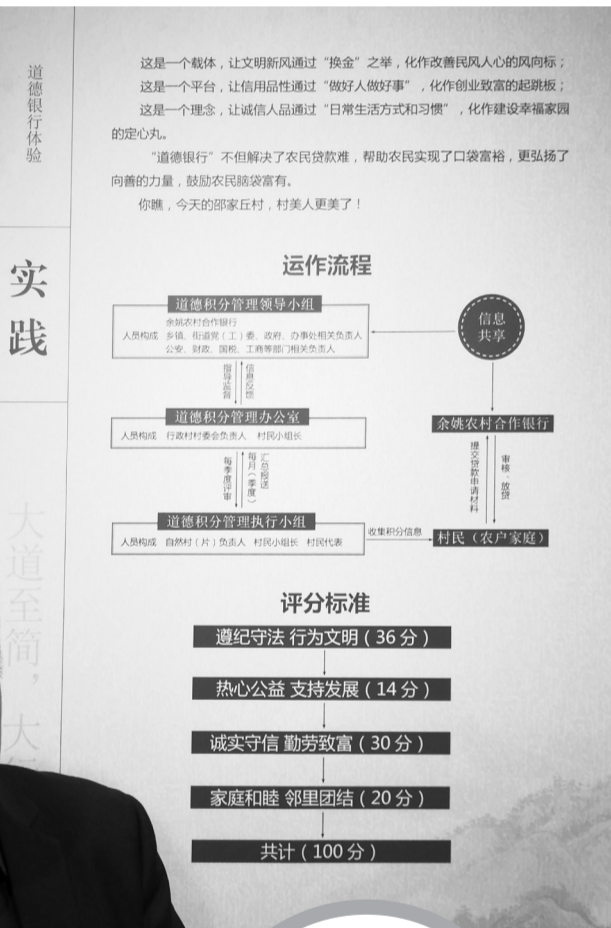 道德银行体验
实践
大道至简，大
这是一个载体，让文明新风通过“换金”之举，化作改善民风人心的风向标；
这是一个平台，让信用品性通过“做好人做好事”，化作创业致富的起跳板；
这是一个理念，让诚信人品通过“日常生活方式和习惯”，化作建设幸福家园
的定心丸。
“道德银行”不但解决了农民贷款难，帮助农民实现了口袋富裕，更弘扬了
向善的力量，鼓励农民脑袋富有。
你瞧，今天的邵家丘村，村美人更美了！
运作流程
道德积分管理领导小组
余姚农村合作银行
人员构成 乡镇、街道党（工）委、政府、办事处相关负责人
公安、财政、国税、工商等部门相关负责人
信息
共享
指导监督
信息反馈
道德积分管理办公室
人员构成 行政村村委会负责人 村民小组长
余姚农村合作银行
每季度评审
每月（季度）
汇总报送
提交贷款申请材料
审核、放贷
道德积分管理执行小组
人员构成 自然村（片）负责人 村民小组长 村民代表
收集积分信息
村民（农户家庭）
评分标准
遵纪守法 行为文明（36分）
热心公益 支持发展（14分）
诚实守信 勤劳致富（30分）
家庭和睦 邻里团结（20分）
共计（100分）